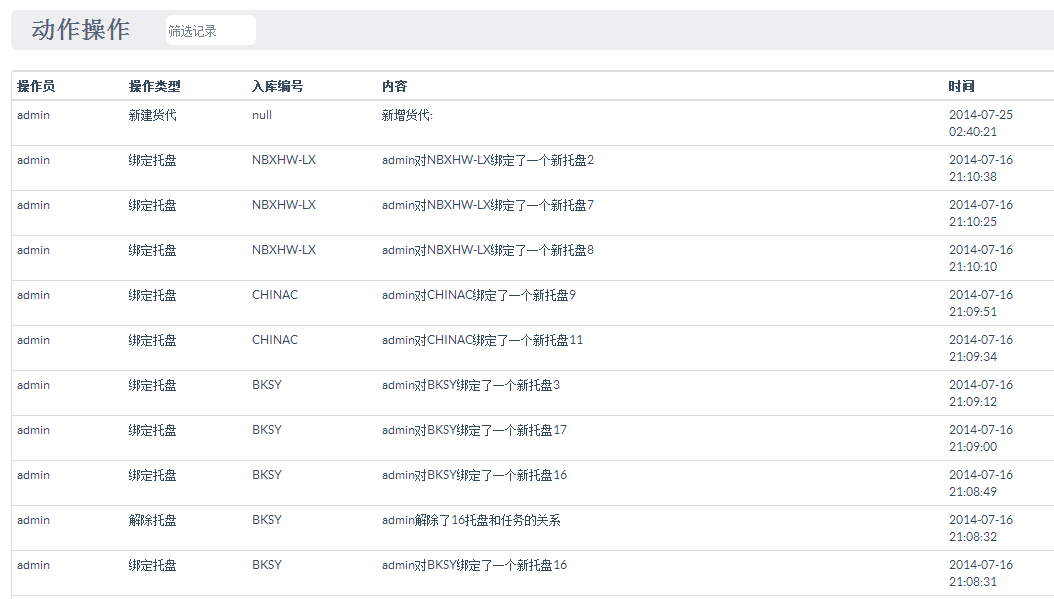 动作操作 筛选记录
操作员 操作类型 入库编号 内容 时间
admin 新建货代 null 新增货代: 2014-07-25
02:40:21
admin 绑定托盘 NBXHW-LX admin对NBXHW-LX绑定了一个新托盘2 2014-07-16
21:10:38
admin 绑定托盘 NBXHW-LX admin对NBXHW-LX绑定了一个新托盘7 2014-07-16
21:10:25
admin 绑定托盘 NBXHW-LX admin对NBXHW-LX绑定了一个新托盘8 2014-07-16
21:10:10
admin 绑定托盘 CHINAC admin对CHINAC绑定了一个新托盘9 2014-07-16
21:09:51
admin 绑定托盘 CHINAC admin对CHINAC绑定了一个新托盘11 2014-07-16
21:09:34
admin 绑定托盘 BKSY admin对BKSY绑定了一个新托盘3 2014-07-16
21:09:12
admin 绑定托盘 BKSY admin对BKSY绑定了一个新托盘17 2014-07-16
21:09:00
admin 绑定托盘 BKSY admin对BKSY绑定了一个新托盘16 2014-07-16
21:08:49
admin 解除托盘 BKSY admin解除了16托盘和任务的关系 2014-07-16
21:08:32
admin 绑定托盘 BKSY admin对BKSY绑定了一个新托盘16 2014-07-16
21:08:31